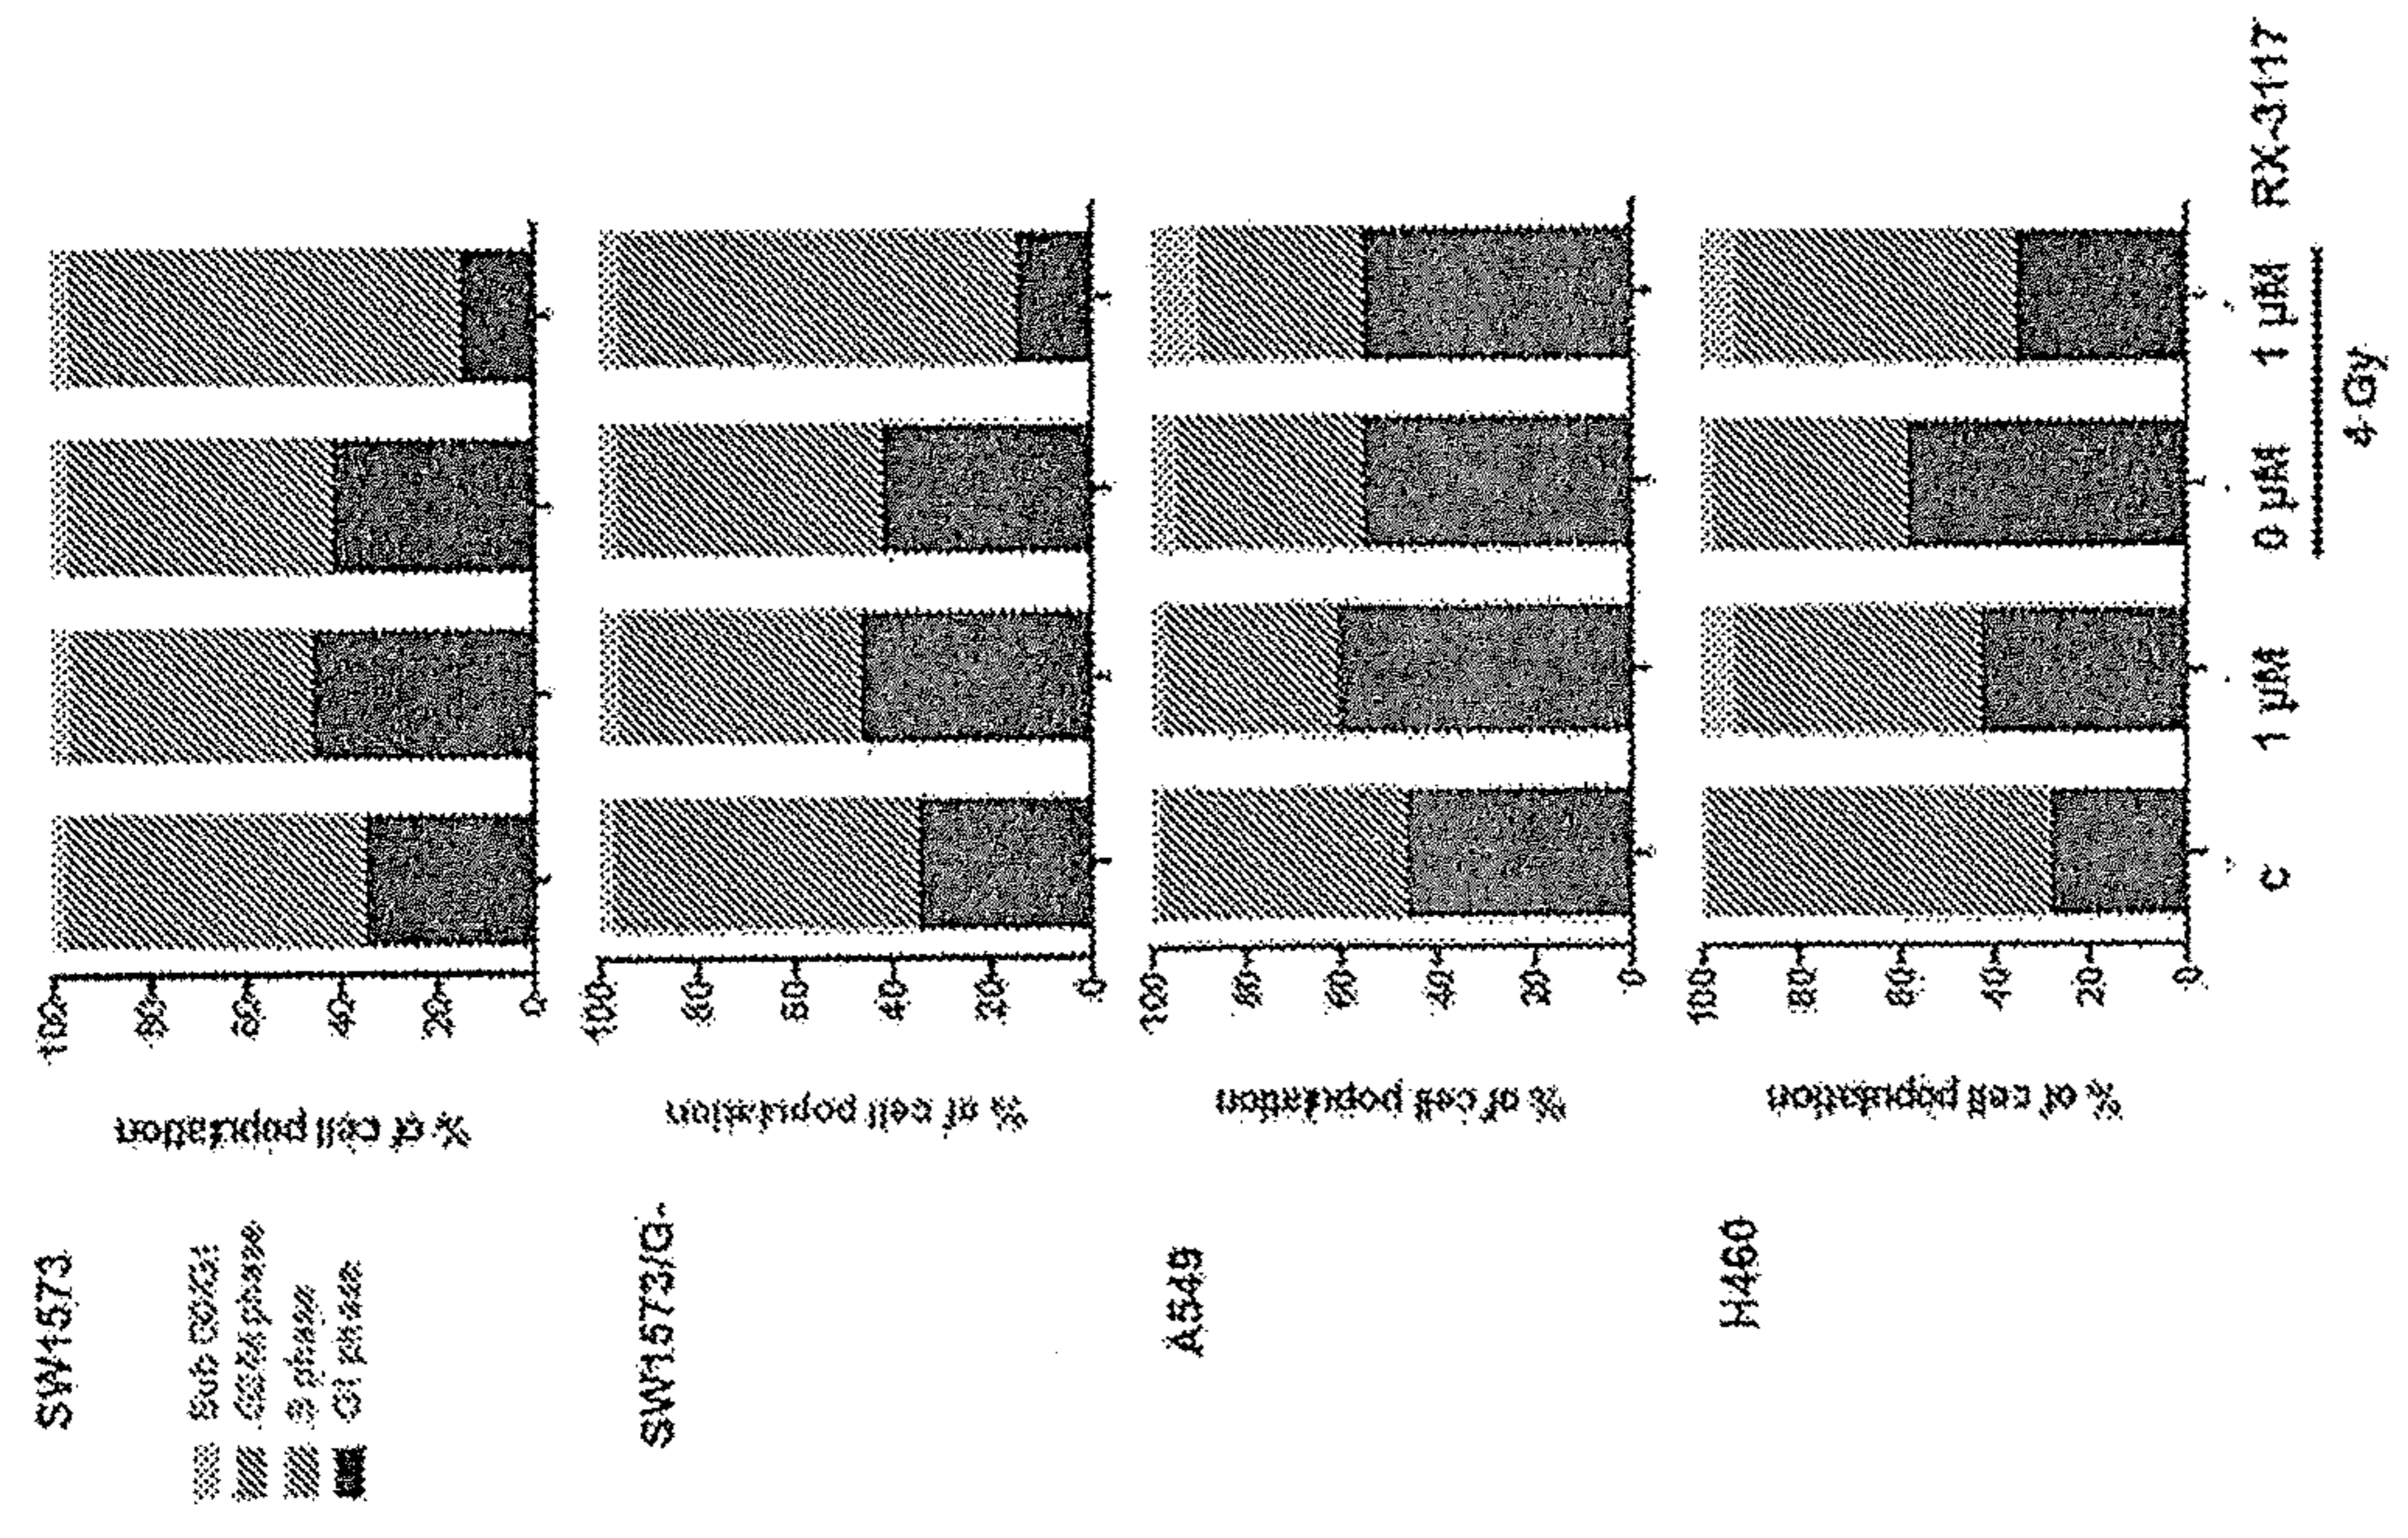 SW1573
Sub G0/G1
G2/M phase
S phase
G1 phase
% of cell population
100
80
60
40
20
0
SW1573/G-
% of cell population
100
80
60
40
20
0
A549
% of cell population
100
80
60
40
20
0
H460
% of cell population
100
80
60
40
20
0
C 1 µM 0 µM 1 µM RX-3117
4 Gy